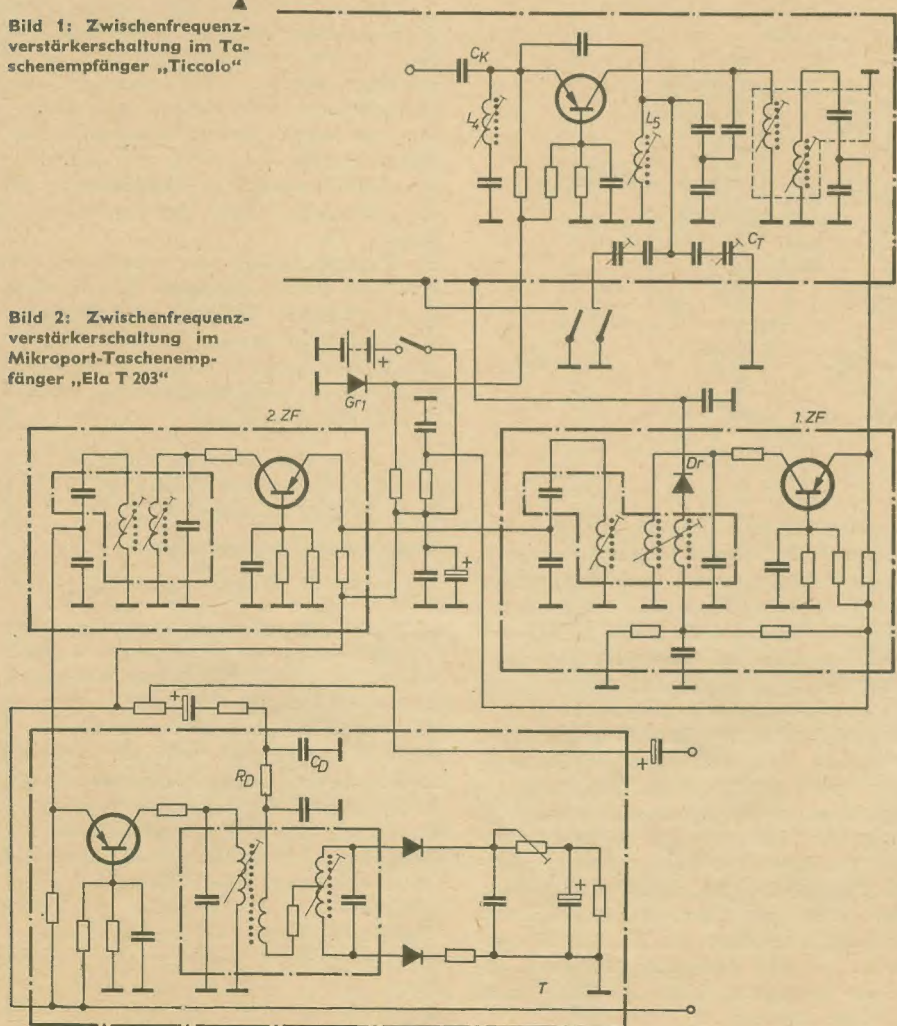 Bild 1: Zwischenfrequenz-
verstärkerschaltung im Ta-
schenempfänger „Ticcolo"
C_K
L_4
L_5
C_T
Bild 2: Zwischenfrequenz-
verstärkerschaltung im
Mikroport-Taschenemp-
fänger „Ela T 203"
+
Gr_1
2. ZF
1. ZF
Dr
+
+
+
C_D
R_D
+
T